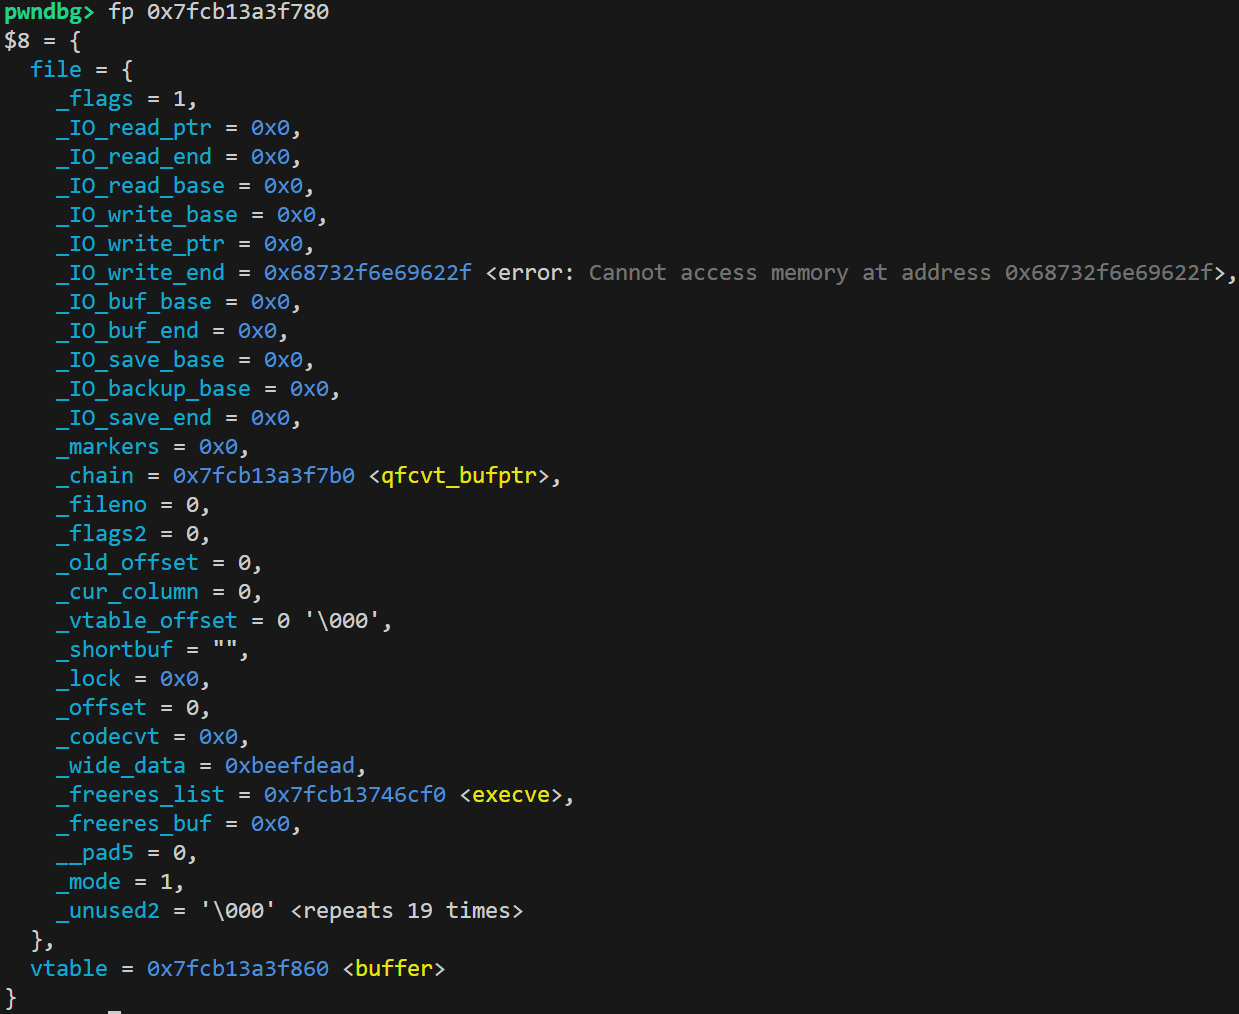 pwndbg> fp 0x7fcb13a3f780
$8 = {
  file = {
    _flags = 1,
    _IO_read_ptr = 0x0,
    _IO_read_end = 0x0,
    _IO_read_base = 0x0,
    _IO_write_base = 0x0,
    _IO_write_ptr = 0x0,
    _IO_write_end = 0x68732f6e69622f <error: Cannot access memory at address 0x68732f6e69622f>,
    _IO_buf_base = 0x0,
    _IO_buf_end = 0x0,
    _IO_save_base = 0x0,
    _IO_backup_base = 0x0,
    _IO_save_end = 0x0,
    _markers = 0x0,
    _chain = 0x7fcb13a3f7b0 <qfcvt_bufptr>,
    _fileno = 0,
    _flags2 = 0,
    _old_offset = 0,
    _cur_column = 0,
    _vtable_offset = 0 '\000',
    _shortbuf = "",
    _lock = 0x0,
    _offset = 0,
    _codecvt = 0x0,
    _wide_data = 0xbeefdead,
    _freeres_list = 0x7fcb13746cf0 <execve>,
    _freeres_buf = 0x0,
    __pad5 = 0,
    _mode = 1,
    _unused2 = '\000' <repeats 19 times>
  },
  vtable = 0x7fcb13a3f860 <buffer>
}